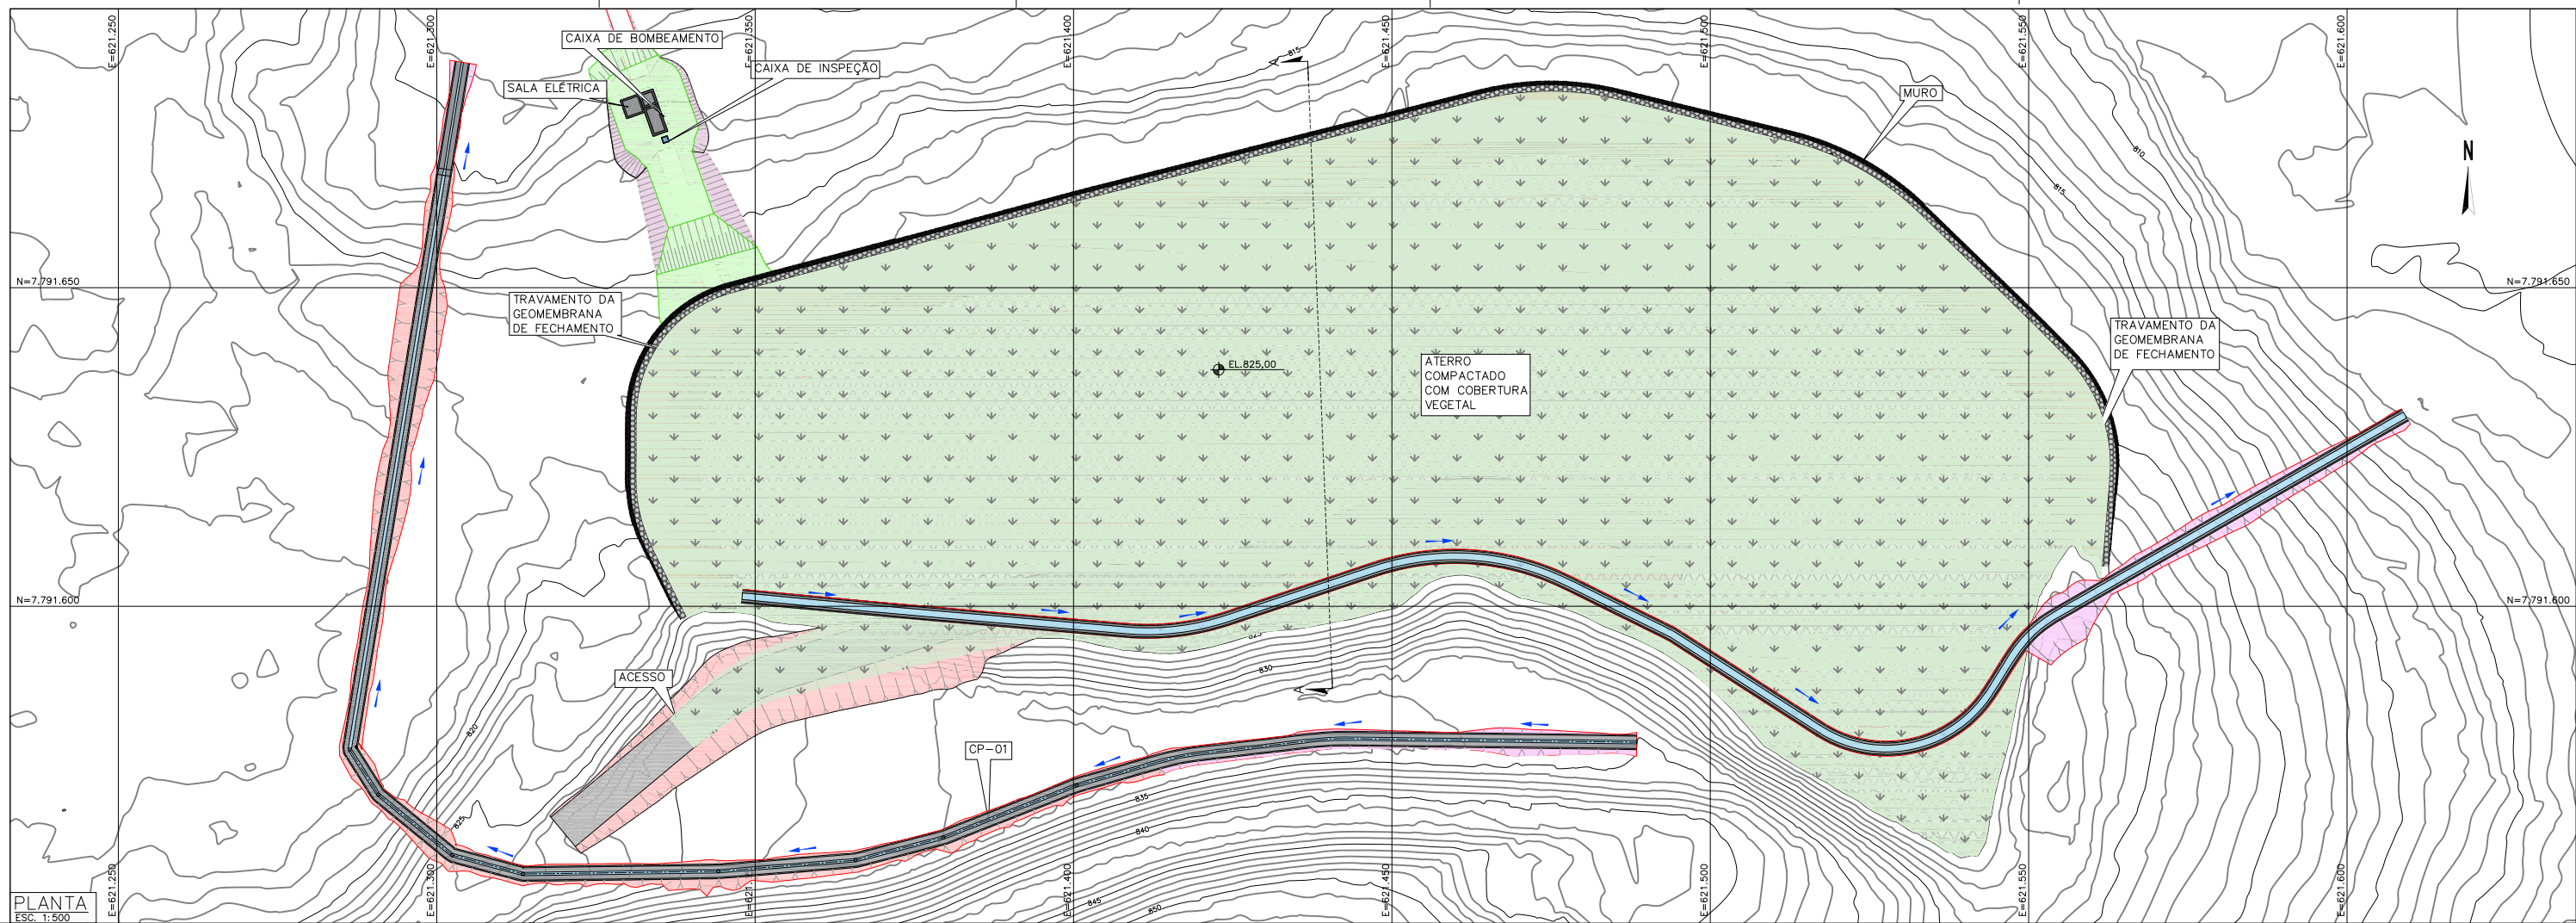 E=621.250
E=621.300
E=621.350
E=621.400
E=621.450
E=621.500
E=621.550
E=621.600
CAIXA DE BOMBEAMENTO
CAIXA DE INSPEÇÃO
SALA ELÉTRICA
815
MURO
810
815
N
N=7.791.650
N=7.791.650
TRAVAMENTO DA
GEOMEMBRANA
DE FECHAMENTO
TRAVAMENTO DA
GEOMEMBRANA
DE FECHAMENTO
EL.825,00
ATERRO
COMPACTADO
COM COBERTURA
VEGETAL
N=7.791.600
N=7.791.600
825
830
ACESSO
820
CP-01
835
825
840
845
850
E=621.250
E=621.300
E=621.
E=621.400
E=621.450
E=621.500
E=621.550
E=621.600
PLANTA
ESC. 1:500